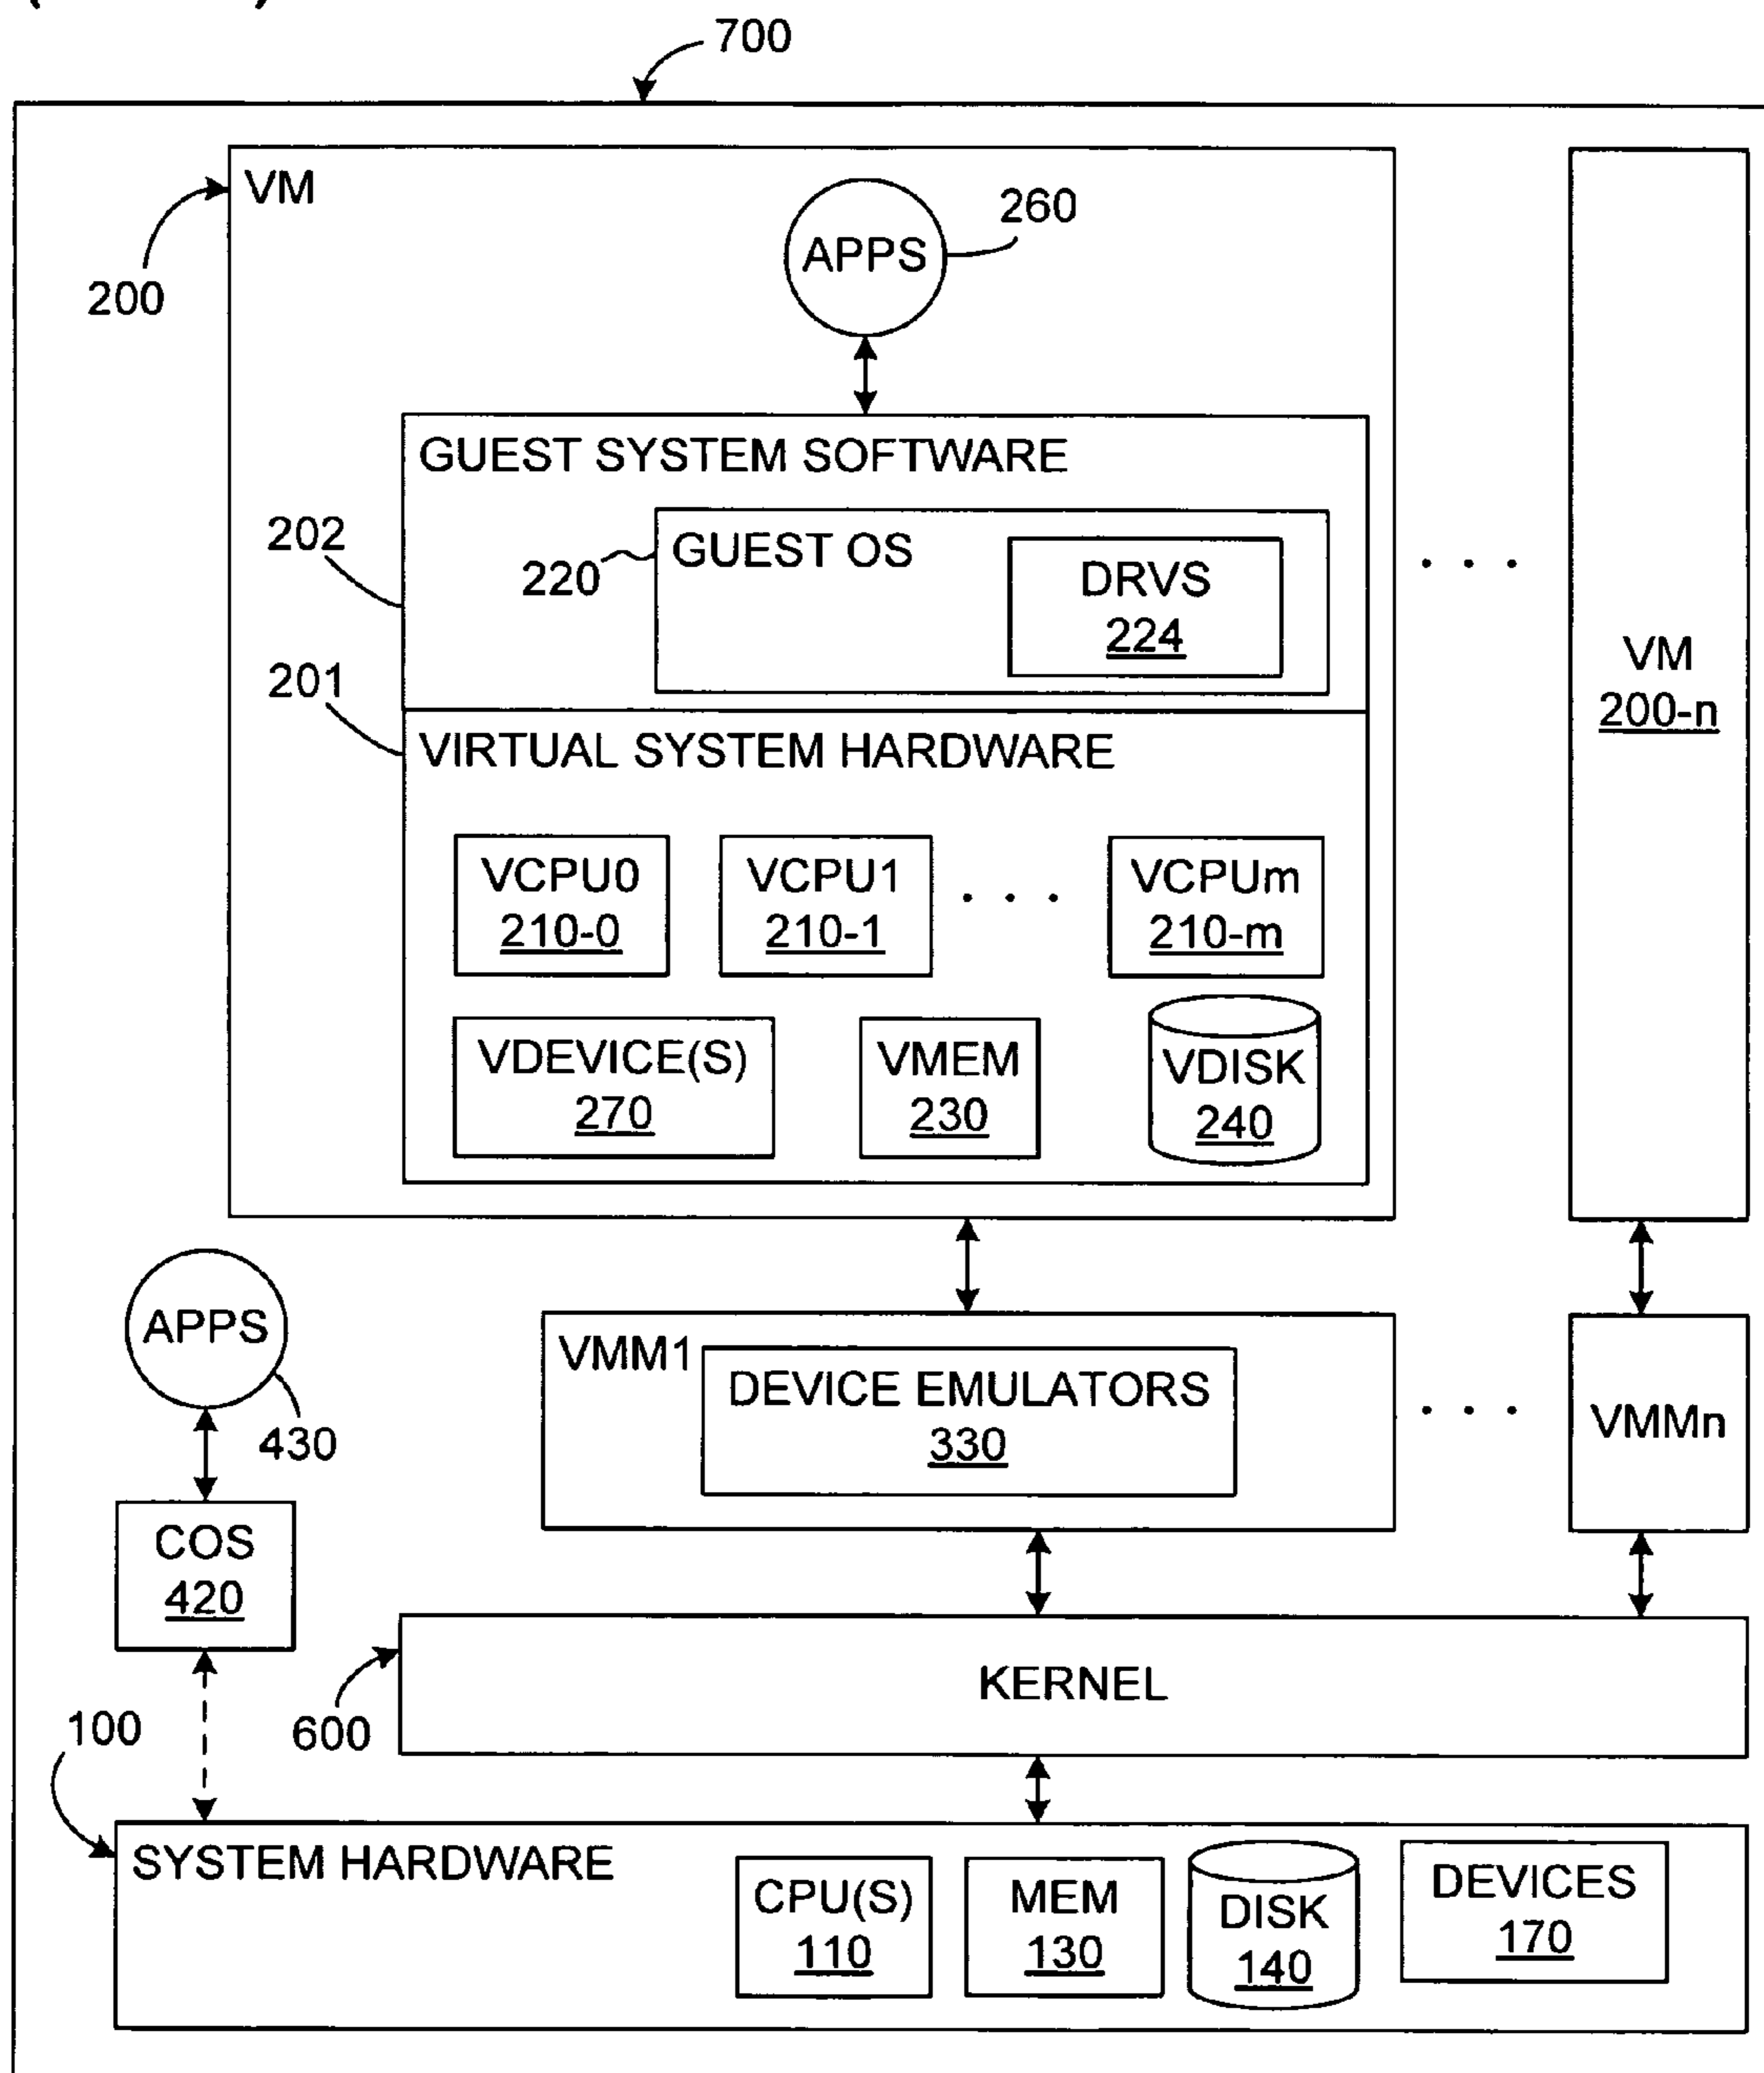 700
VM
200
260
APPS
GUEST SYSTEM SOFTWARE
202
220
GUEST OS
DRVS
224
201
VIRTUAL SYSTEM HARDWARE
VCPU0
210-0
VCPU1
210-1
. . .
VCPUm
210-m
VDEVICE(S)
270
VMEM
230
VDISK
240
. . .
VM
200-n
APPS
430
COS
420
VMM1
DEVICE EMULATORS
330
. . .
VMMn
600
KERNEL
100
SYSTEM HARDWARE
CPU(S)
110
MEM
130
DISK
140
DEVICES
170